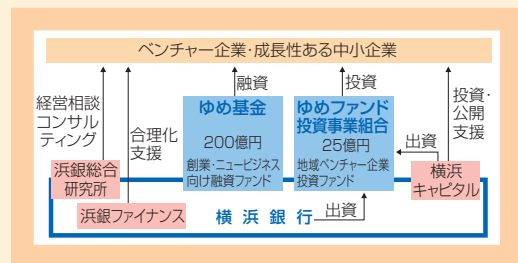 ベンチャー企業・成長性ある中小企業
経営相談
コンサル
ティング
合理化
支援
融資
ゆめ基金
200億円
創業・ニュービジネス
向け融資ファンド
投資
ゆめファンド
投資事業組合
25億円
地域ベンチャー企業
投資ファンド
出資
投資・
公開
支援
浜銀総合
研究所
浜銀ファイナンス
横浜銀行
出資
横浜
キャピタル